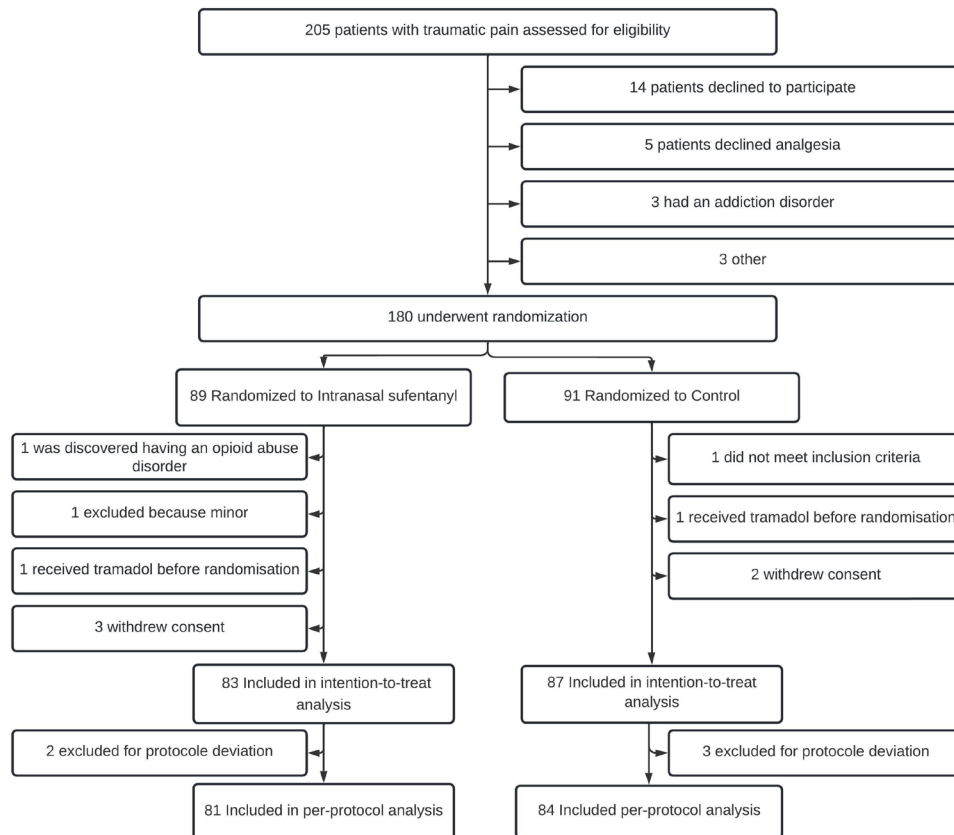 205 patients with traumatic pain assessed for eligibility
14 patients declined to participate
5 patients declined analgesia
3 had an addiction disorder
3 other
180 underwent randomization
89 Randomized to Intranasal sufentanyl
91 Randomized to Control
1 was discovered having an opioid abuse
disorder
1 did not meet inclusion criteria
1 excluded because minor
1 received tramadol before randomisation
1 received tramadol before randomisation
2 withdrew consent
3 withdrew consent
83 Included in intention-to-treat
analysis
87 Included in intention-to-treat
analysis
2 excluded for protocole deviation
3 excluded for protocole deviation
81 Included in per-protocol analysis
84 Included per-protocol analysis